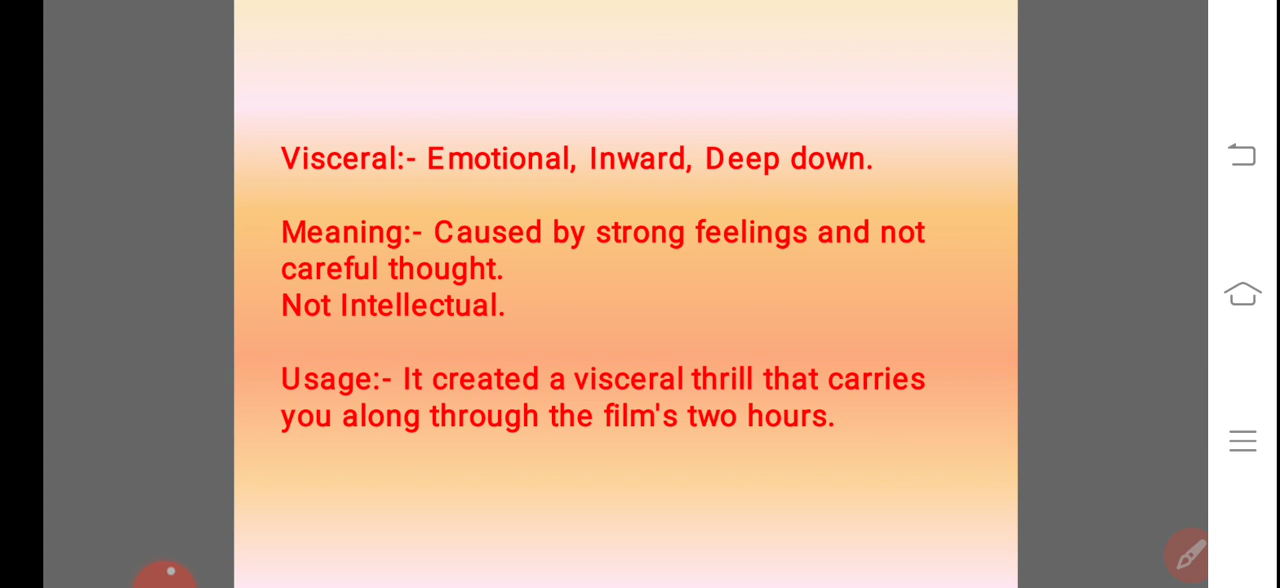 Visceral:- Emotional, Inward, Deep down.
Meaning:- Caused by strong feelings and not
careful thought.
Not Intellectual.
Usage:- It created a visceral thrill that carries
you along through the film's two hours.